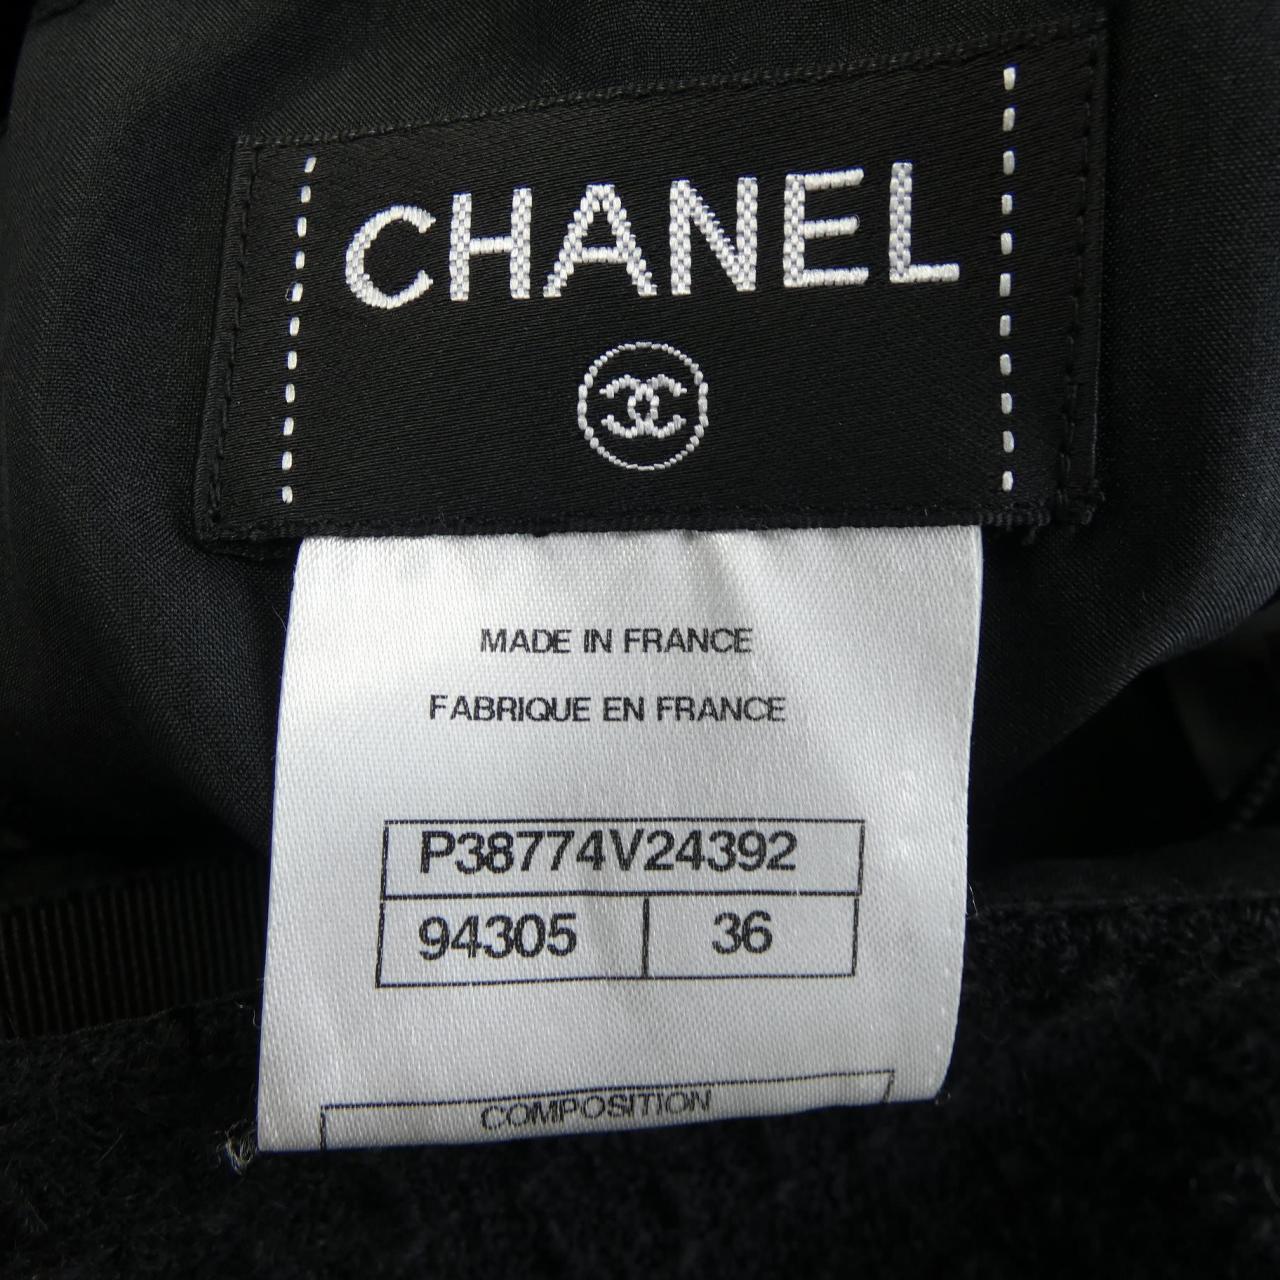 CHANEL
MADE IN FRANCE
FABRIQUE EN FRANCE
P38774V24392
94305 36
COMPOSITION